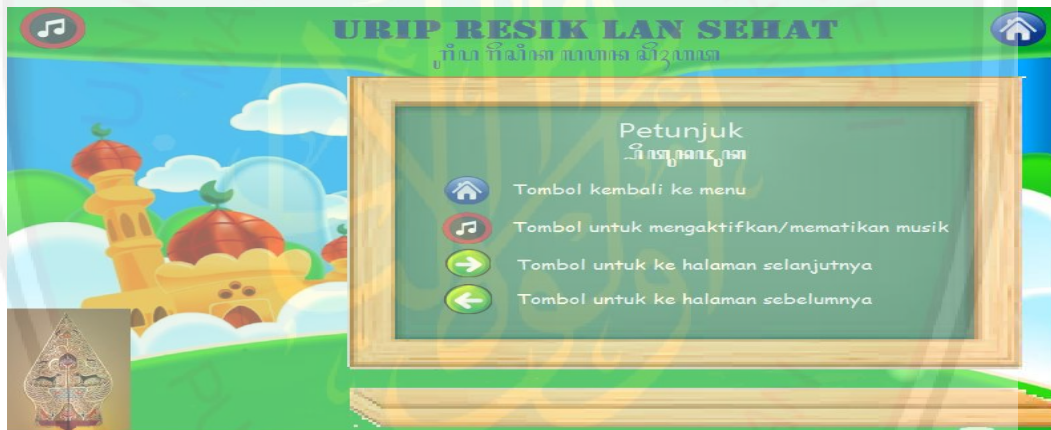 URIP RESIK LAN SEHAT
Petunjuk
Tombol kembali ke menu
Tombol untuk mengaktifkan/mematikan musik
Tombol untuk ke halaman selanjutnya
Tombol untuk ke halaman sebelumnya